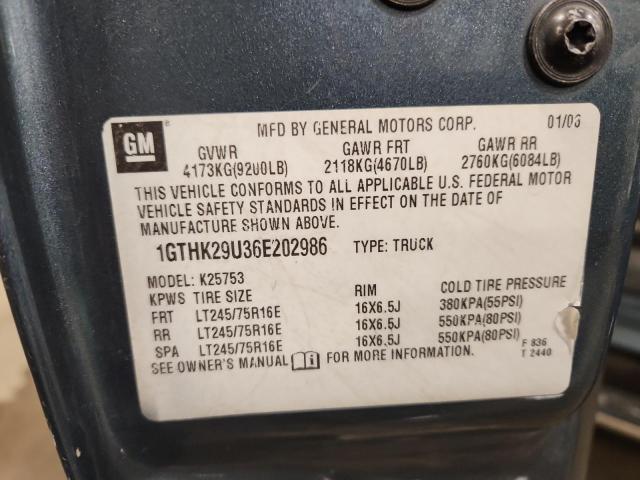 GM
MFD BY GENERAL MOTORS CORP. 01/06
GVWR GAWR FRT GAWR RR
4173KG(9200LB) 2118KG(4670LB) 2760KG(6084LB)
THIS VEHICLE CONFORMS TO ALL APPLICABLE U.S. FEDERAL MOTOR
VEHICLE SAFETY STANDARDS IN EFFECT ON THE DATE OF
MANUFACTURE SHOWN ABOVE.
1GTHK29U36E202986 TYPE: TRUCK
MODEL: K25753
KPWS TIRE SIZE RIM COLD TIRE PRESSURE
FRT LT245/75R16E 16X6.5J 380KPA(55PSI)
RR LT245/75R16E 16X6.5J 550KPA(80PSI)
SPA LT245/75R16E 16X6.5J 550KPA(80PSI)
SEE OWNER'S MANUAL FOR MORE INFORMATION.
F 836
T 2440